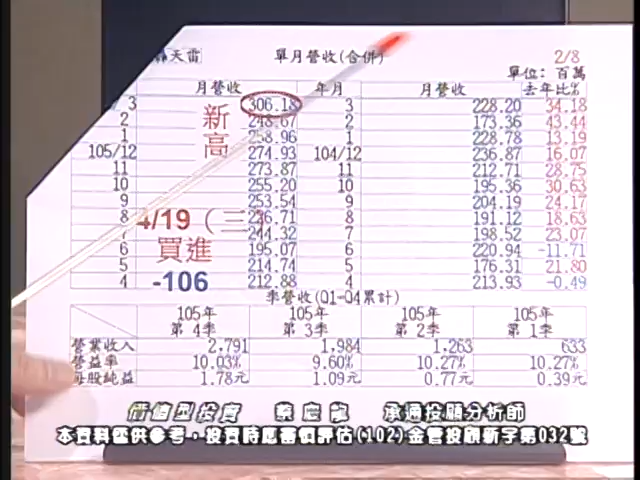 天雷 單月營收(合併) 2/8
單位: 百萬
月營收 年月 月營收 去年比%
3 306.18 3 228.20 34.18
2 248.67 2 173.36 43.44
1 258.96 1 228.78 13.19
105/12 274.93 104/12 236.87 16.07
11 273.87 11 212.71 28.75
10 255.20 10 195.36 30.63
9 253.54 9 204.19 24.17
8 236.71 8 191.12 18.63
7 244.32 7 198.52 23.07
6 195.07 6 220.94 -11.71
5 214.74 5 176.31 21.80
4 212.88 4 213.93 -0.49
新高
4/19(三)
買進
-106
季營收(01-04累計)
105年 105年 105年 105年
第 4季 第 3季 第 2季 第 1季
營業收入 2,791 1,984 1,263 633
營益率 10.03% 9.60% 10.27% 10.27%
每股純益 1.78元 1.09元 0.77元 0.39元
價值型投資 蔡慶龍 承通投顧分析師
本資料僅供參考,投資時應審慎評估(102)金管投顧新字第032號